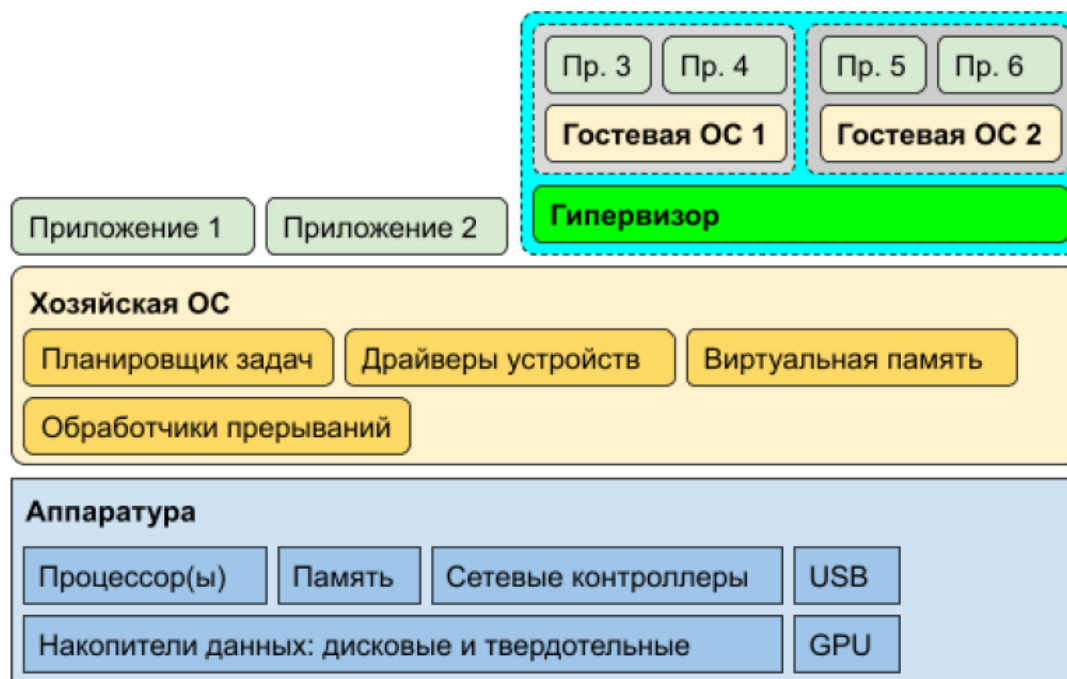 Пр. 3 Пр. 4 Пр. 5 Пр. 6
Гостевая ОС 1 Гостевая ОС 2
Приложение 1 Приложение 2 Гипервизор
Хозяйская ОС
Планировщик задач Драйверы устройств Виртуальная память
Обработчики прерываний
Аппаратура
Процессор(ы) Память Сетевые контроллеры USB
Накопители данных: дисковые и твердотельные GPU